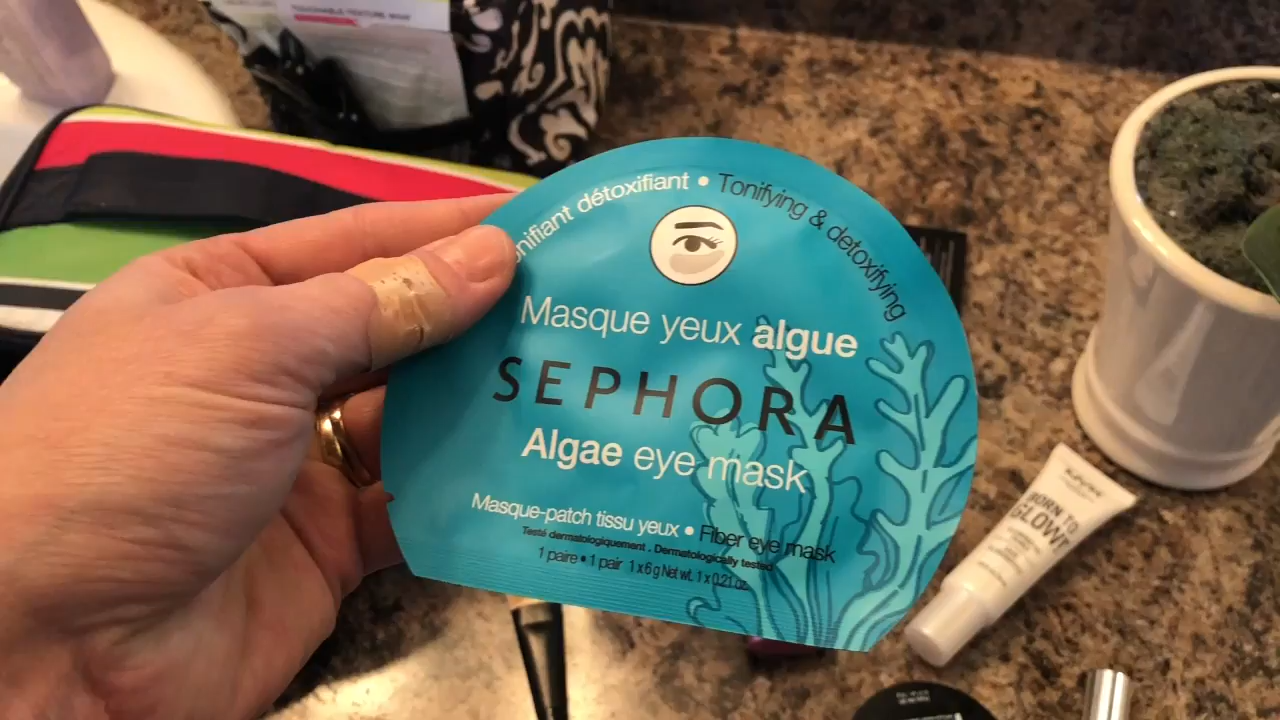 détoxifiant • Tonifying & detoxifying
Masque yeux algue
SEPHORA
Algae eye mask
Masque-patch tissu yeux • Fiber eye mask
Testé dermatologiquement . Dermatologically tested
1 paire • 1 pair 1 x 6 g Net wt. 1 x 0.21 oz
NYX
BORN TO
GLOW!